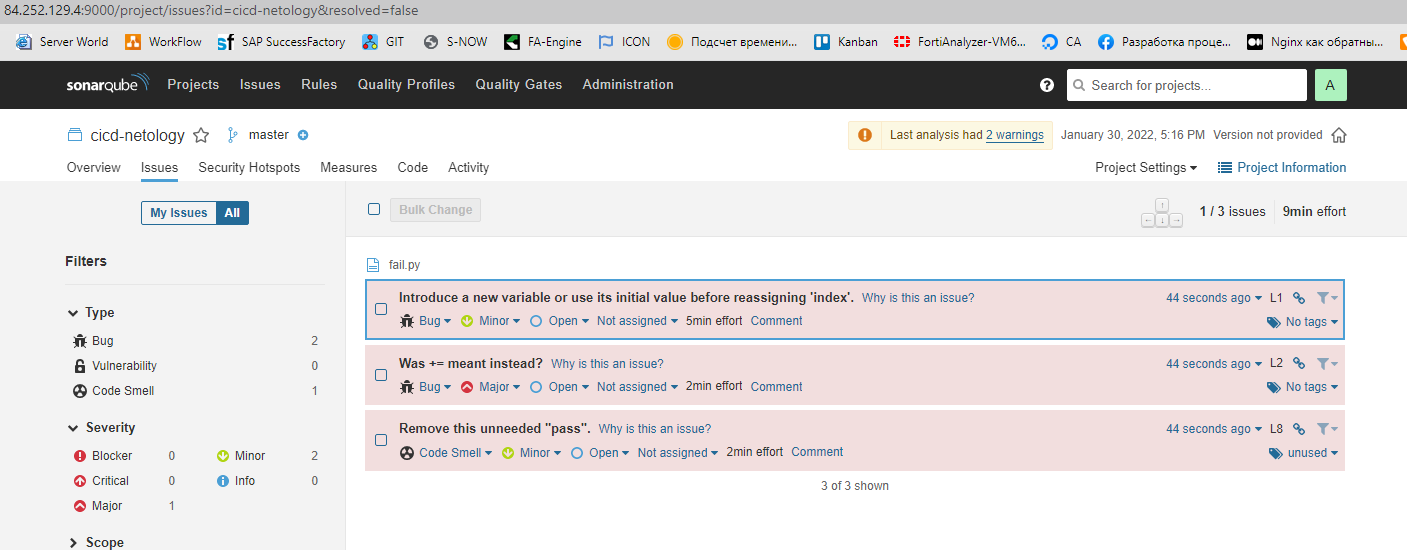 84.252.129.4:9000/project/issues?id=cicd-netology&resolved=false
Server World WorkFlow SAP SuccessFactory GIT S-NOW FA-Engine ICON Подсчет времени... Kanban FortiAnalyzer-VM6... CA Разработка проце... Nginx как обратны...
sonarqube Projects Issues Rules Quality Profiles Quality Gates Administration ? Search for projects... A
cicd-netology master Last analysis had 2 warnings January 30, 2022, 5:16 PM Version not provided
Overview Issues Security Hotspots Measures Code Activity Project Settings Project Information
My Issues All Bulk Change 1 / 3 issues 9min effort
Filters
fail.py
Introduce a new variable or use its initial value before reassigning 'index'. Why is this an issue? 44 seconds ago L1
Bug Minor Open Not assigned 5min effort Comment No tags
Was += meant instead? Why is this an issue? 44 seconds ago L2
Bug Major Open Not assigned 2min effort Comment No tags
Remove this unneeded "pass". Why is this an issue? 44 seconds ago L8
Code Smell Minor Open Not assigned 2min effort Comment unused
3 of 3 shown
Type
Bug 2
Vulnerability 0
Code Smell 1
Severity
Blocker 0 Minor 2
Critical 0 Info 0
Major 1
Scope